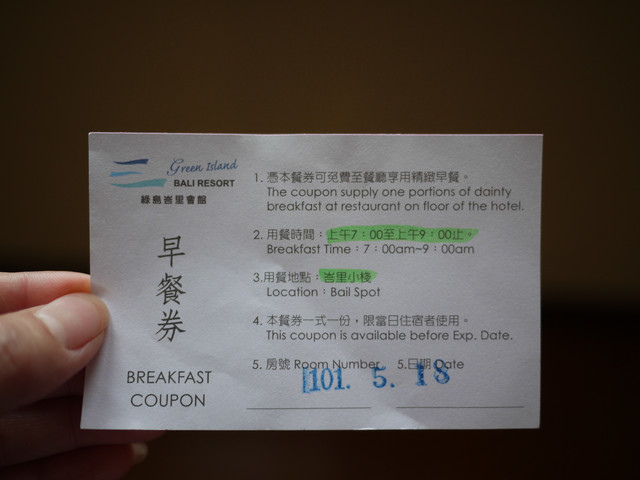 Green Island
BALI RESORT
綠島峇里會館
早餐券
BREAKFAST
COUPON
1. 憑本餐券可免費至餐廳享用精緻早餐。
The coupon supply one portions of dainty
breakfast at restaurant on floor of the hotel.
2. 用餐時間：上午7：00至上午9：00止。
Breakfast Time：7：00am~9：00am
3.用餐地點：峇里小棧
Location：Bail Spot
4. 本餐券一式一份，限當日住宿者使用。
This coupon is available before Exp. Date.
5. 房號 Room Number 5.日期 Date
101. 5. 18